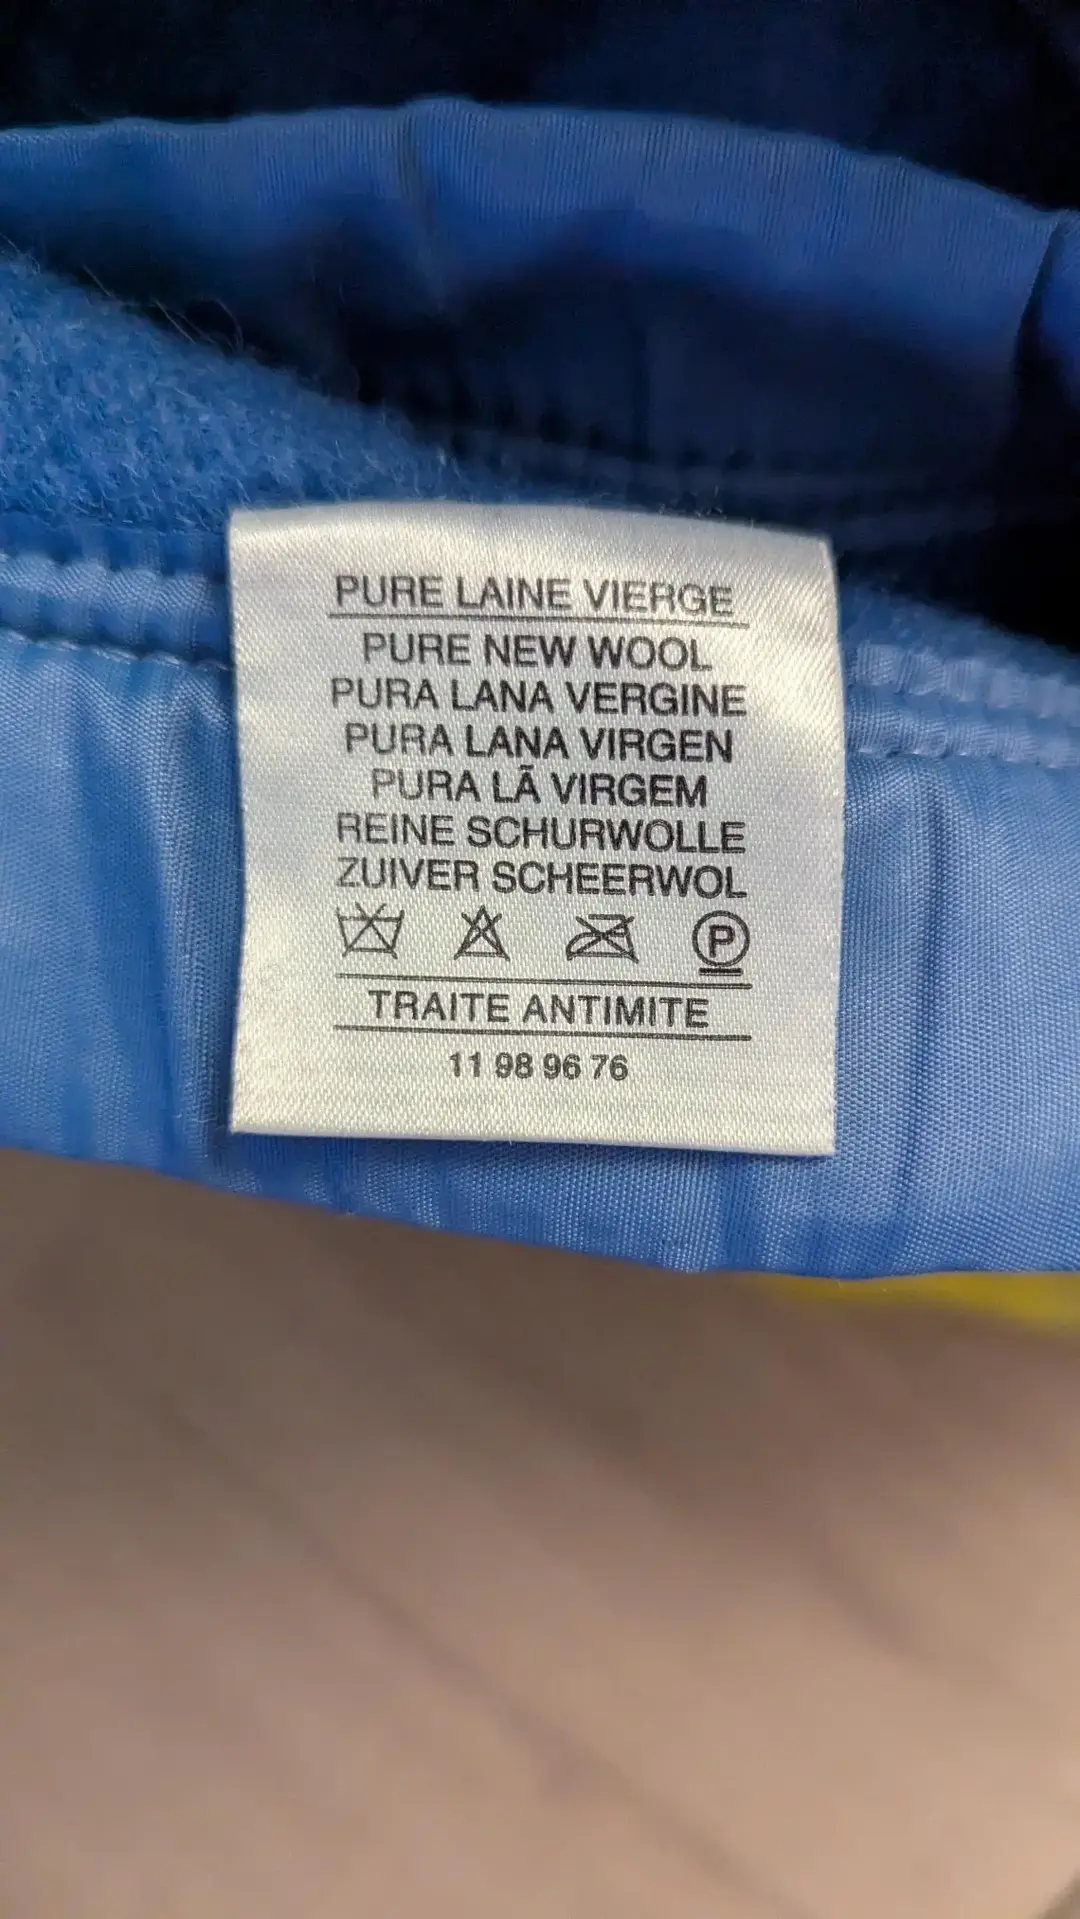 PURE LAINE VIERGE
PURE NEW WOOL
PURA LANA VERGINE
PURA LANA VIRGEN
PURA LÃ VIRGEM
REINE SCHURWOLLE
ZUIVER SCHEERWOL
P
TRAITE ANTIMITE
11 98 96 76